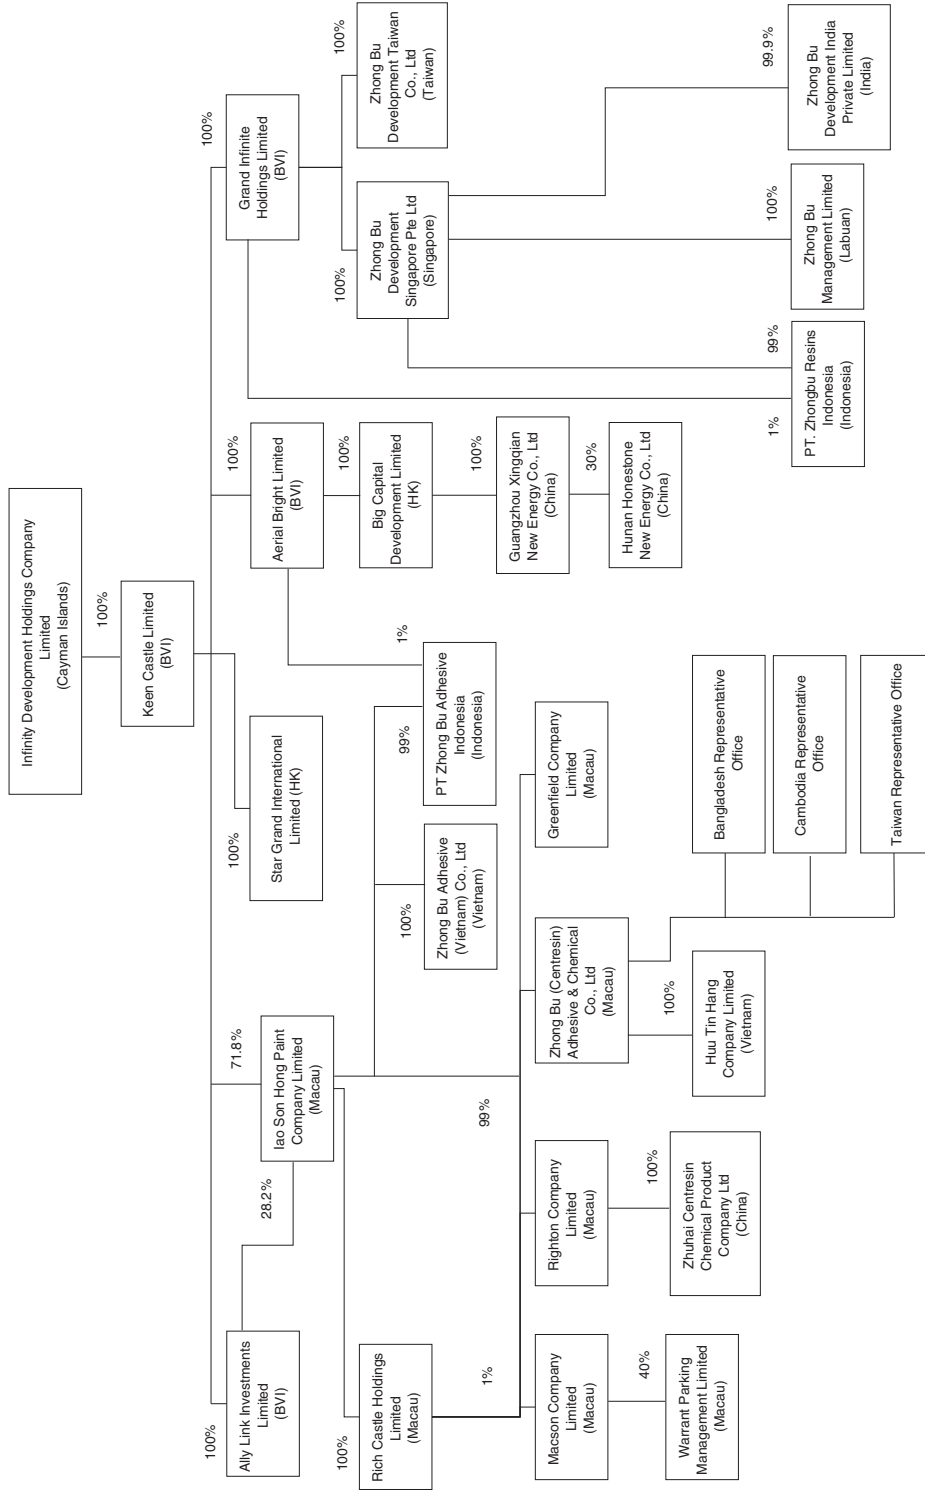 Infinity Development Holdings Company
Limited
(Cayman Islands)
100%
Keen Castle Limited
(BVI)
100%
Ally Link Investments
Limited
(BVI)
28.2%
71.8%
Iao Son Hong Paint
Company Limited
(Macau)
100%
Star Grand International
Limited (HK)
100%
Aerial Bright Limited
(BVI)
100%
Grand Infinite
Holdings Limited
(BVI)
100%
Rich Castle Holdings
Limited
(Macau)
100%
Zhong Bu Adhesive
(Vietnam) Co., Ltd
(Vietnam)
99%
1%
PT Zhong Bu Adhesive
Indonesia
(Indonesia)
100%
Big Capital
Development Limited
(HK)
100%
Zhong Bu
Development
Singapore Pte Ltd
(Singapore)
100%
Zhong Bu
Development Taiwan
Co., Ltd
(Taiwan)
1%
99%
Macson Company
Limited
(Macau)
Righton Company
Limited
(Macau)
Zhong Bu (Centresin)
Adhesive & Chemical
Co., Ltd
(Macau)
Greenfield Company
Limited
(Macau)
100%
Guangzhou Xingqian
New Energy Co., Ltd
(China)
30%
Hunan Honestone
New Energy Co., Ltd
(China)
40%
Warrant Parking
Management Limited
(Macau)
100%
Zhuhai Centresin
Chemical Product
Company Ltd
(China)
100%
Huu Tin Hang
Company Limited
(Vietnam)
Bangladesh Representative
Office
Cambodia Representative
Office
Taiwan Representative Office
1%
99%
PT. Zhongbu Resins
Indonesia
(Indonesia)
100%
Zhong Bu
Management Limited
(Labuan)
99.9%
Zhong Bu
Development India
Private Limited
(India)